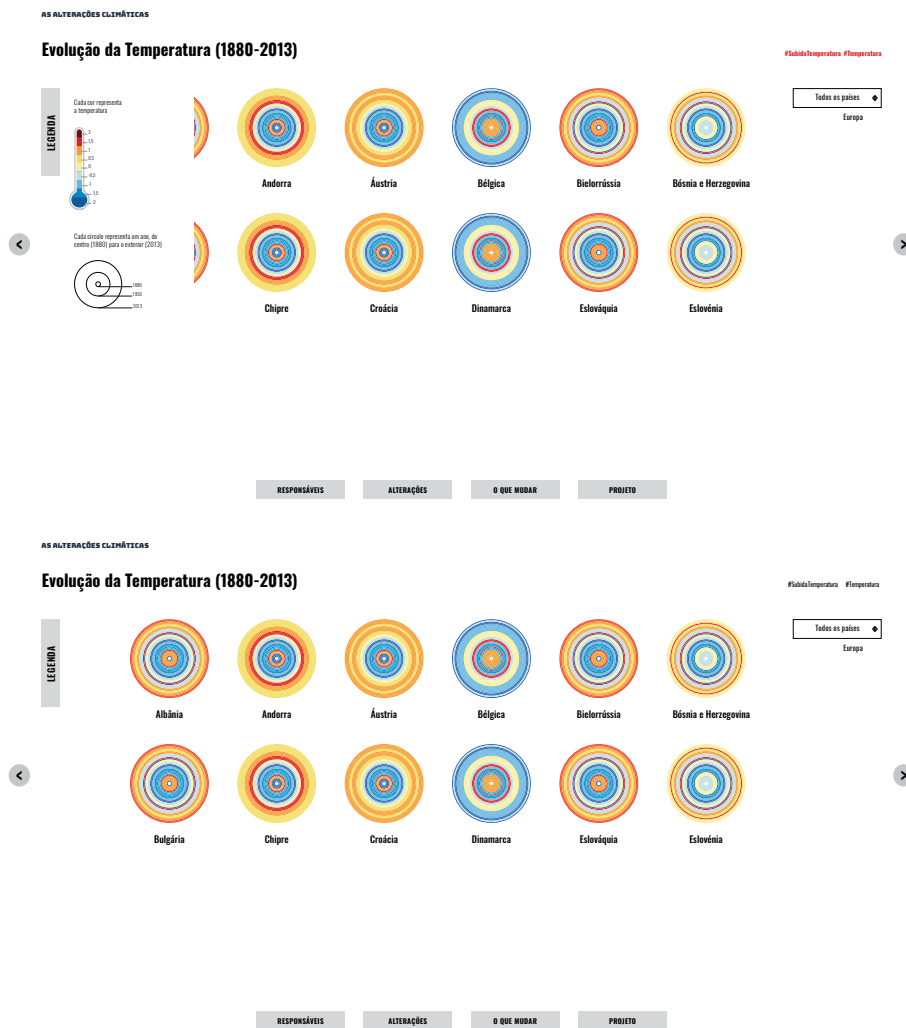 AS ALTERAÇÕES CLIMÁTICAS
Evolução da Temperatura (1880-2013)
#SubidaTemperatura #Temperatura
LEGENDA
Cada cor representa
a temperatura
2
1,5
1
0,5
0
-0,5
-1
-1,5
-2
Cada círculo representa um ano, do
centro (1880) para o exterior (2013)
1880
1950
2013
Todos os países
Europa
Andorra
Áustria
Bélgica
Bielorrússia
Bósnia e Herzegovina
Chipre
Croácia
Dinamarca
Eslováquia
Eslovénia
RESPONSÁVEIS
ALTERAÇÕES
O QUE MUDAR
PROJETO
AS ALTERAÇÕES CLIMÁTICAS
Evolução da Temperatura (1880-2013)
#SubidaTemperatura #Temperatura
LEGENDA
Todos os países
Europa
Albânia
Andorra
Áustria
Bélgica
Bielorrússia
Bósnia e Herzegovina
Bulgária
Chipre
Croácia
Dinamarca
Eslováquia
Eslovénia
RESPONSÁVEIS
ALTERAÇÕES
O QUE MUDAR
PROJETO